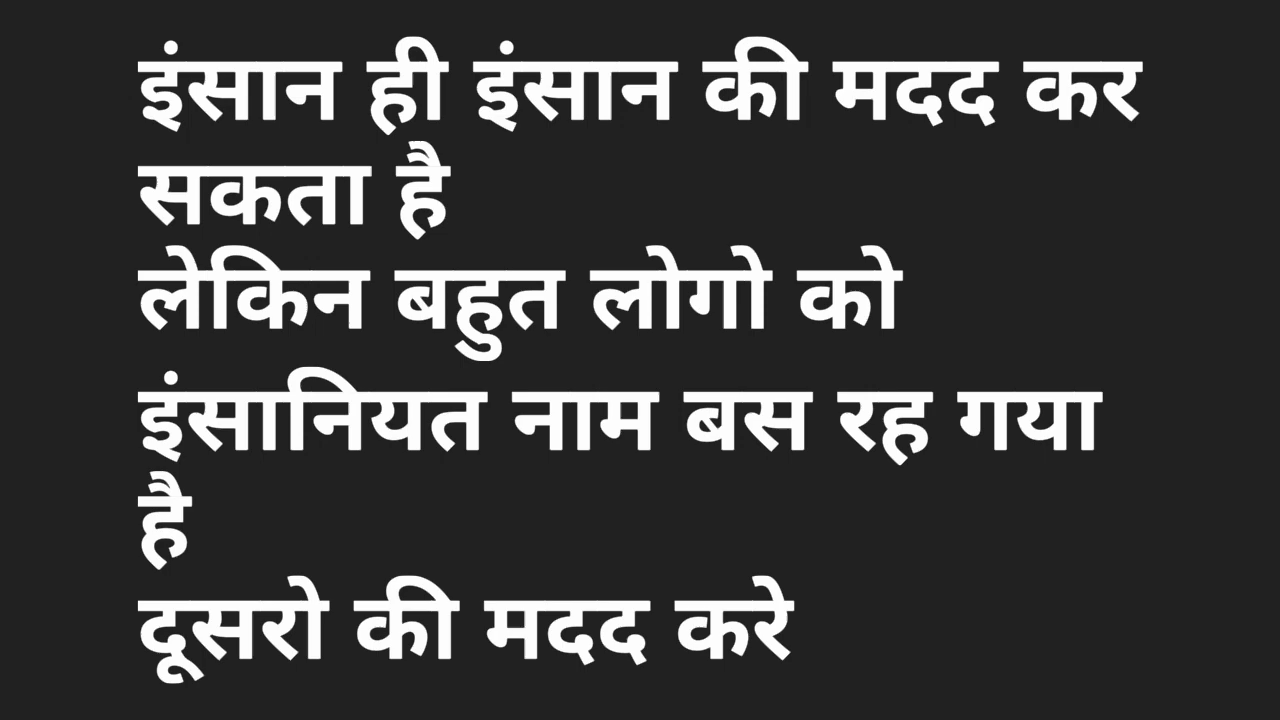 इंसान ही इंसान की मदद कर
सकता है
लेकिन बहुत लोगो को
इंसानियत नाम बस रह गया
है
दूसरो की मदद करे